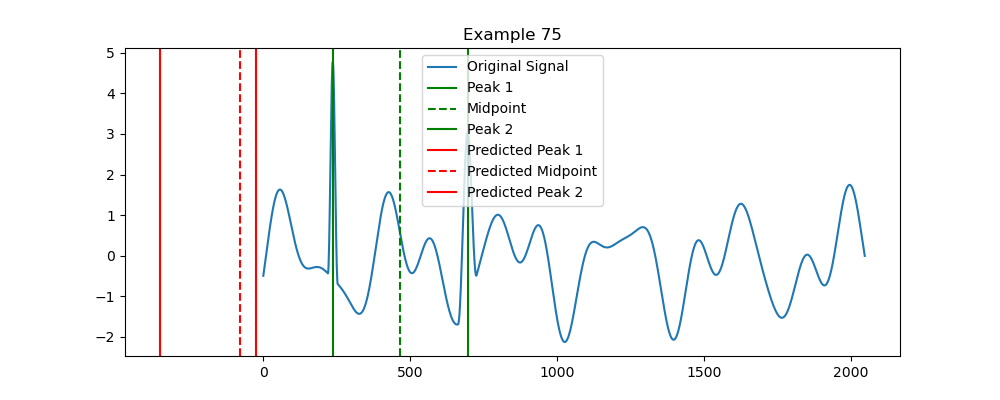 Example 75
5
4
3
2
1
0
−1
−2
Original Signal
Peak 1
Midpoint
Peak 2
Predicted Peak 1
Predicted Midpoint
Predicted Peak 2
0 500 1000 1500 2000